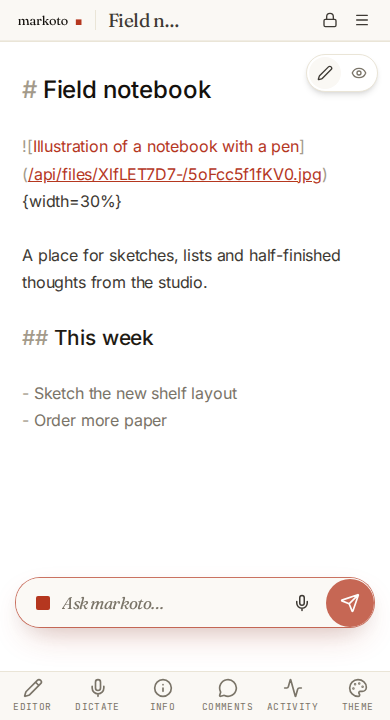 markoto
Field n...
# Field notebook
![Illustration of a notebook with a pen]
(/api/files/XIfLET7D7-/5oFcc5f1fKV0.jpg)
{width=30%}
A place for sketches, lists and half-finished
thoughts from the studio.
## This week
- Sketch the new shelf layout
- Order more paper
Ask markoto...
EDITOR DICTATE INFO COMMENTS ACTIVITY THEME